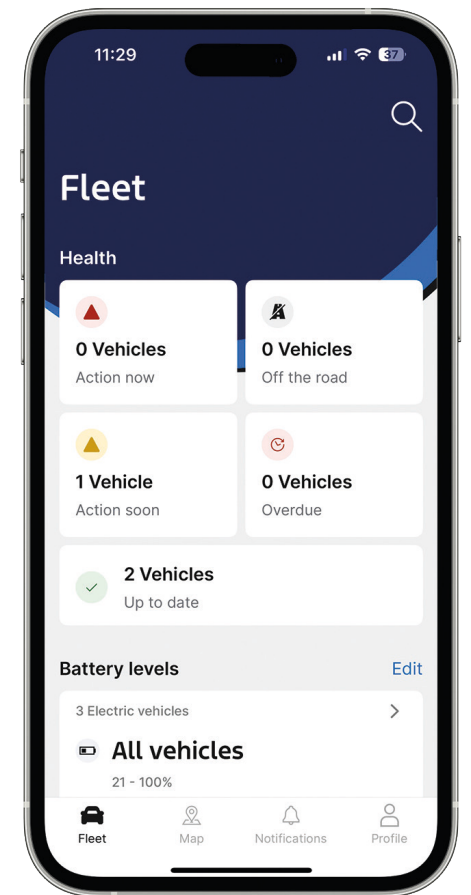 11:29
37
Fleet
Health
0 Vehicles
Action now
0 Vehicles
Off the road
1 Vehicle
Action soon
0 Vehicles
Overdue
2 Vehicles
Up to date
Battery levels
Edit
3 Electric vehicles
All vehicles
21 - 100%
Fleet
Map
Notifications
Profile